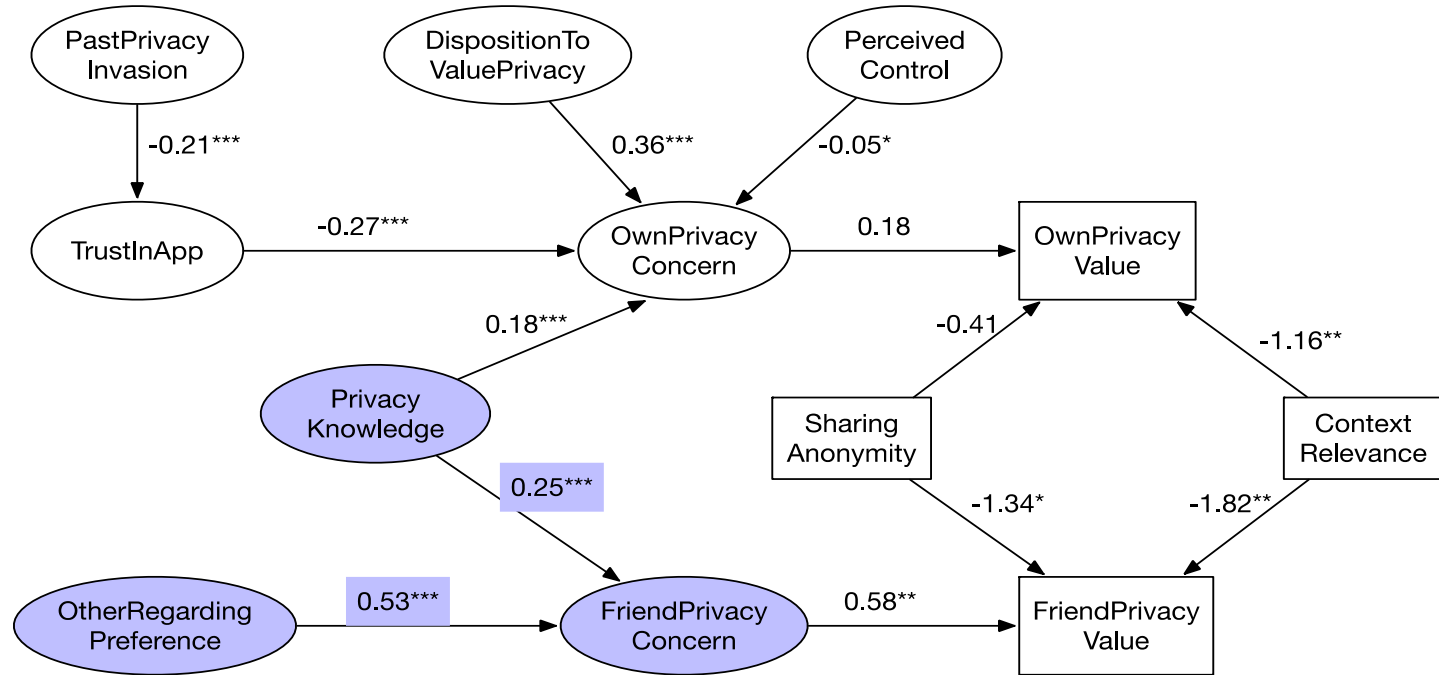 PastPrivacy
Invasion
DispositionTo
ValuePrivacy
Perceived
Control
-0.21***
0.36***
-0.05*
TrustInApp
-0.27***
OwnPrivacy
Concern
0.18
OwnPrivacy
Value
0.18***
-0.41
-1.16**
Privacy
Knowledge
Sharing
Anonymity
Context
Relevance
0.25***
-1.34*
-1.82**
OtherRegarding
Preference
0.53***
FriendPrivacy
Concern
0.58**
FriendPrivacy
Value